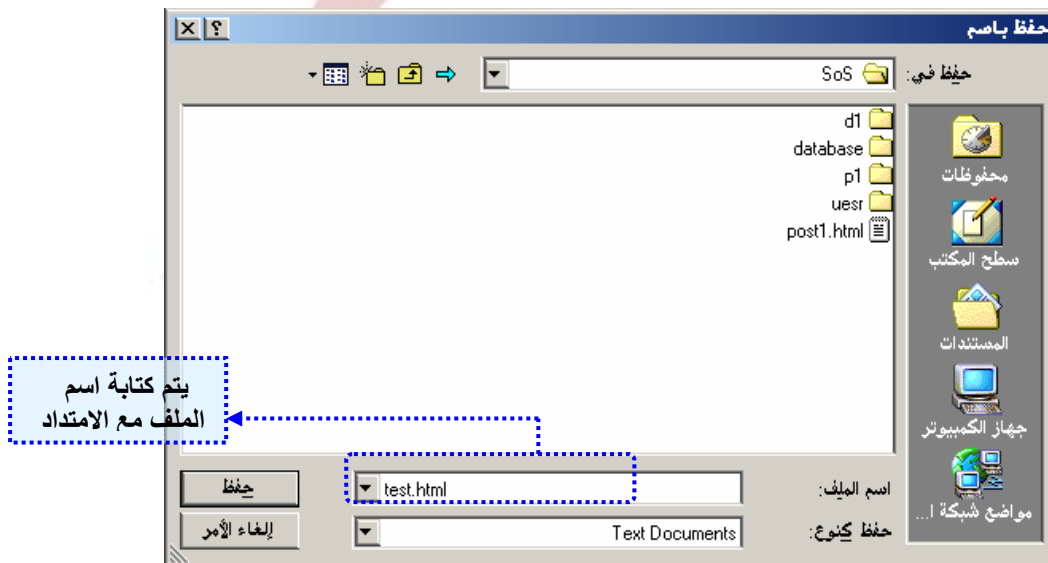 حفظ باسم
حفظ في:
SoS
d1
database
p1
uesr
post1.html
محفوظات
سطح المكتب
المستندات
جهاز الكمبيوتر
مواضع شبكة ا...
يتم كتابة اسم
الملف مع الامتداد
اسم الملف:
test.html
حفظ
حفظ كنوع:
Text Documents
إلغاء الأمر